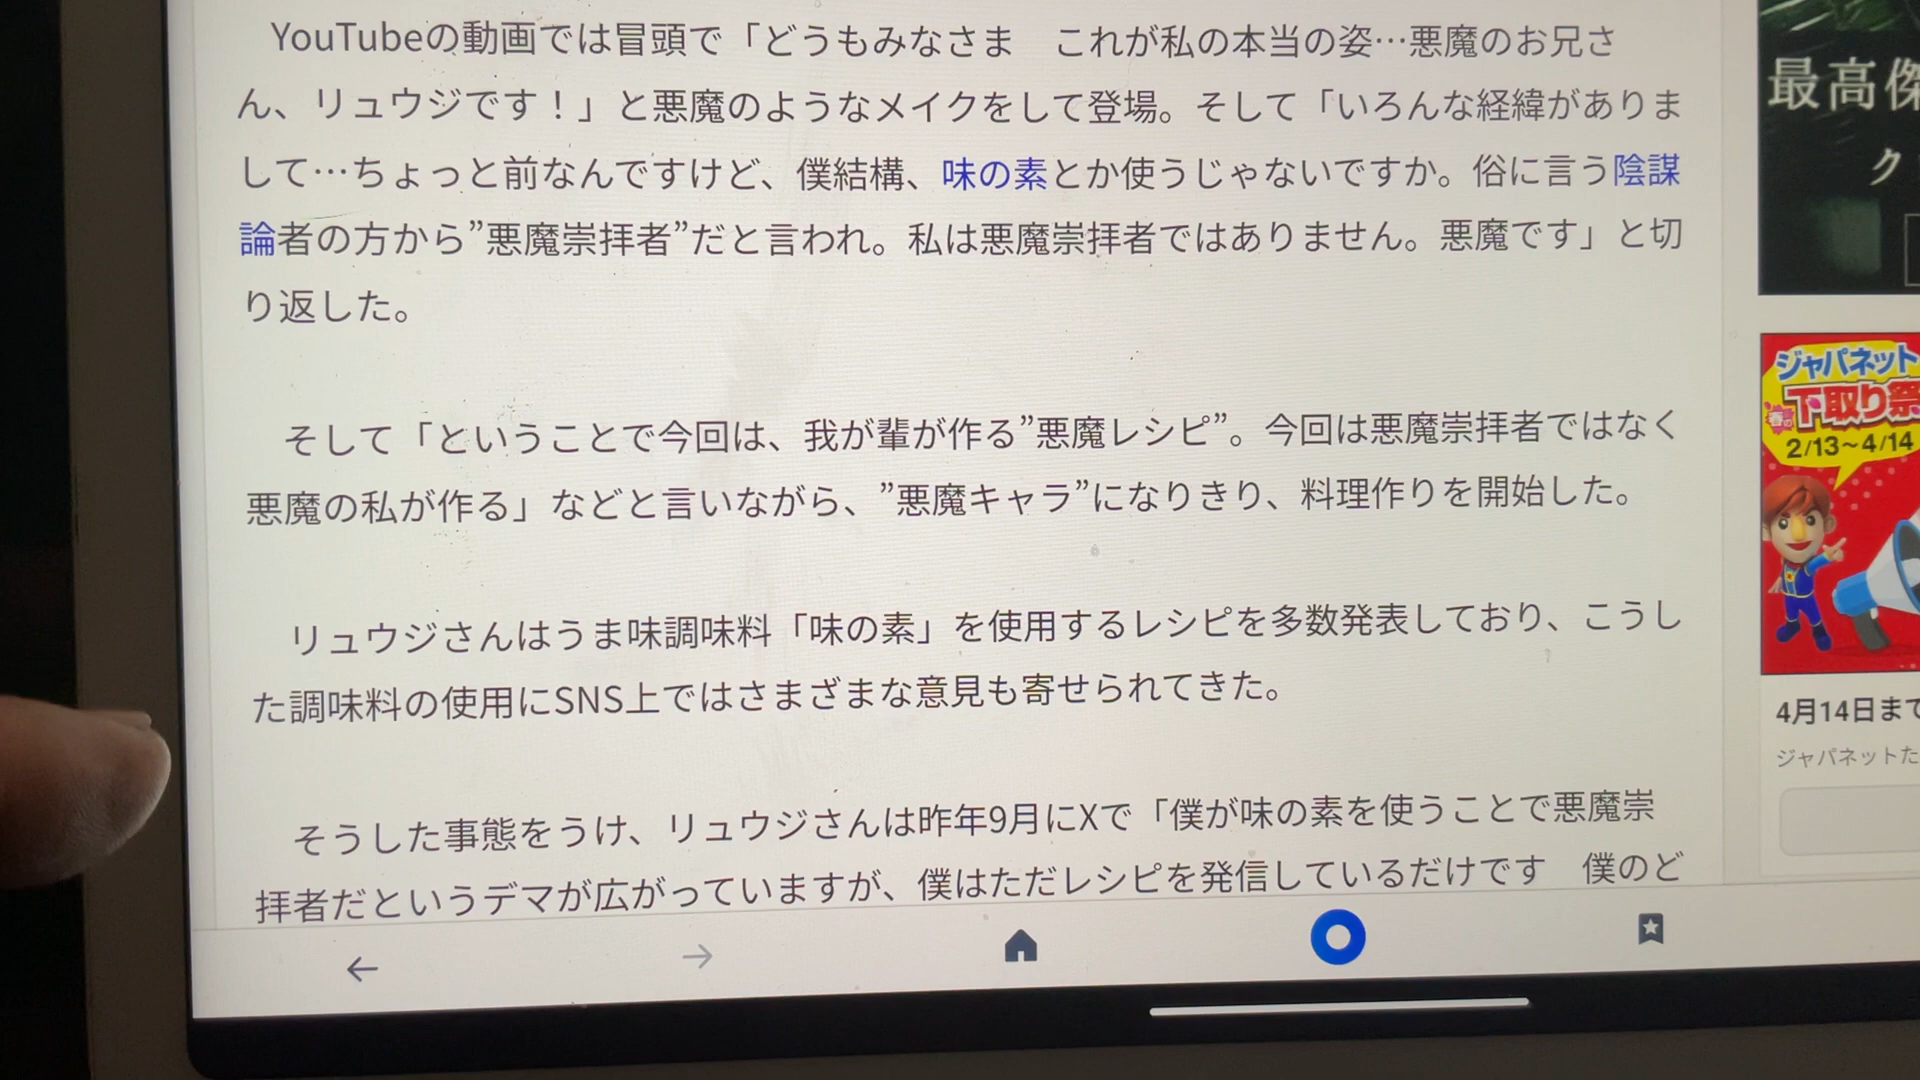 YouTubeの動画では冒頭で「どうもみなさま　これが私の本当の姿…悪魔のお兄さ
ん、リュウジです！」と悪魔のようなメイクをして登場。そして「いろんな経緯がありま
して…ちょっと前なんですけど、僕結構、味の素とか使うじゃないですか。俗に言う陰謀
論者の方から”悪魔崇拝者”だと言われ。私は悪魔崇拝者ではありません。悪魔です」と切
り返した。
そして「ということで今回は、我が輩が作る”悪魔レシピ”。今回は悪魔崇拝者ではなく
悪魔の私が作る」などと言いながら、”悪魔キャラ”になりきり、料理作りを開始した。
リュウジさんはうま味調味料「味の素」を使用するレシピを多数発表しており、こうし
た調味料の使用にSNS上ではさまざまな意見も寄せられてきた。
そうした事態をうけ、リュウジさんは昨年9月にXで「僕が味の素を使うことで悪魔崇
拝者だというデマが広がっていますが、僕はただレシピを発信しているだけです　僕のど
最高傑
ク
ジャパネット
春の
下取り祭
2/13~4/14
4月14日まで
ジャパネットた